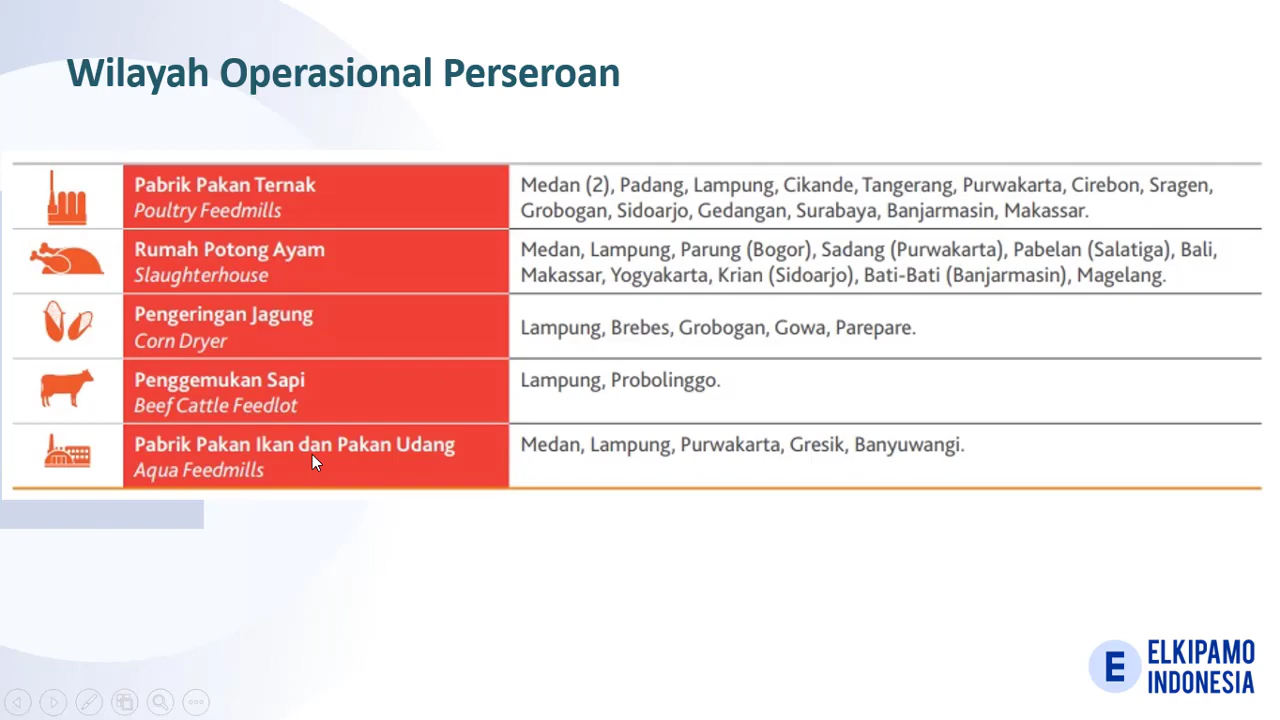 Wilayah Operasional Perseroan
Pabrik Pakan Ternak
Poultry Feedmills
Medan (2), Padang, Lampung, Cikande, Tangerang, Purwakarta, Cirebon, Sragen,
Grobogan, Sidoarjo, Gedangan, Surabaya, Banjarmasin, Makassar.
Rumah Potong Ayam
Slaughterhouse
Medan, Lampung, Parung (Bogor), Sadang (Purwakarta), Pabelan (Salatiga), Bali,
Makassar, Yogyakarta, Krian (Sidoarjo), Bati-Bati (Banjarmasin), Magelang.
Pengeringan Jagung
Corn Dryer
Lampung, Brebes, Grobogan, Gowa, Parepare.
Penggemukan Sapi
Beef Cattle Feedlot
Lampung, Probolinggo.
Pabrik Pakan Ikan dan Pakan Udang
Aqua Feedmills
Medan, Lampung, Purwakarta, Gresik, Banyuwangi.
E
ELKIPAMO
INDONESIA